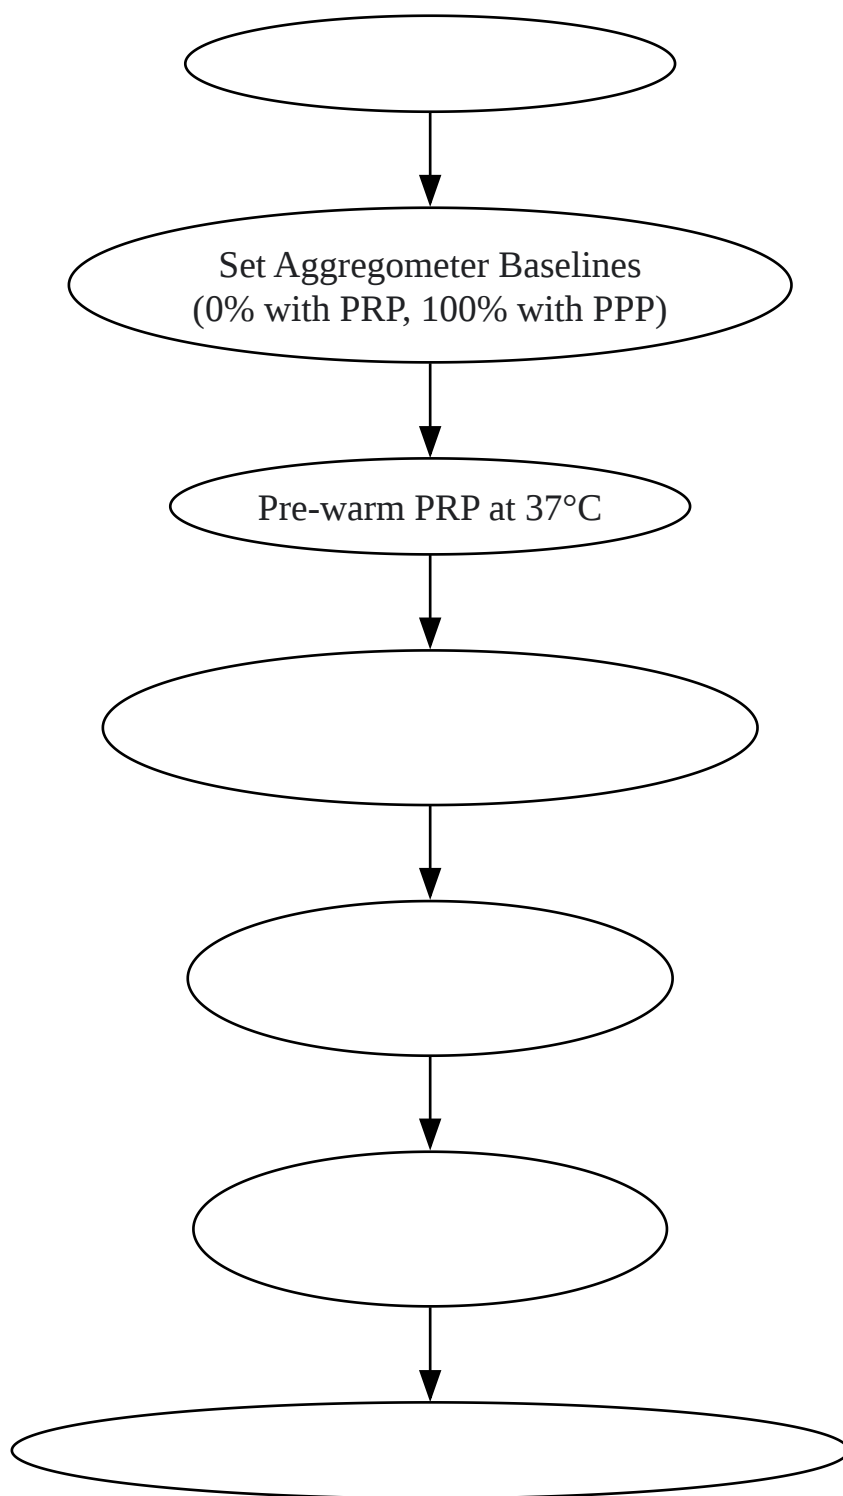 Set Aggregometer Baselines
(0% with PRP, 100% with PPP)
Pre-warm PRP at 37°C